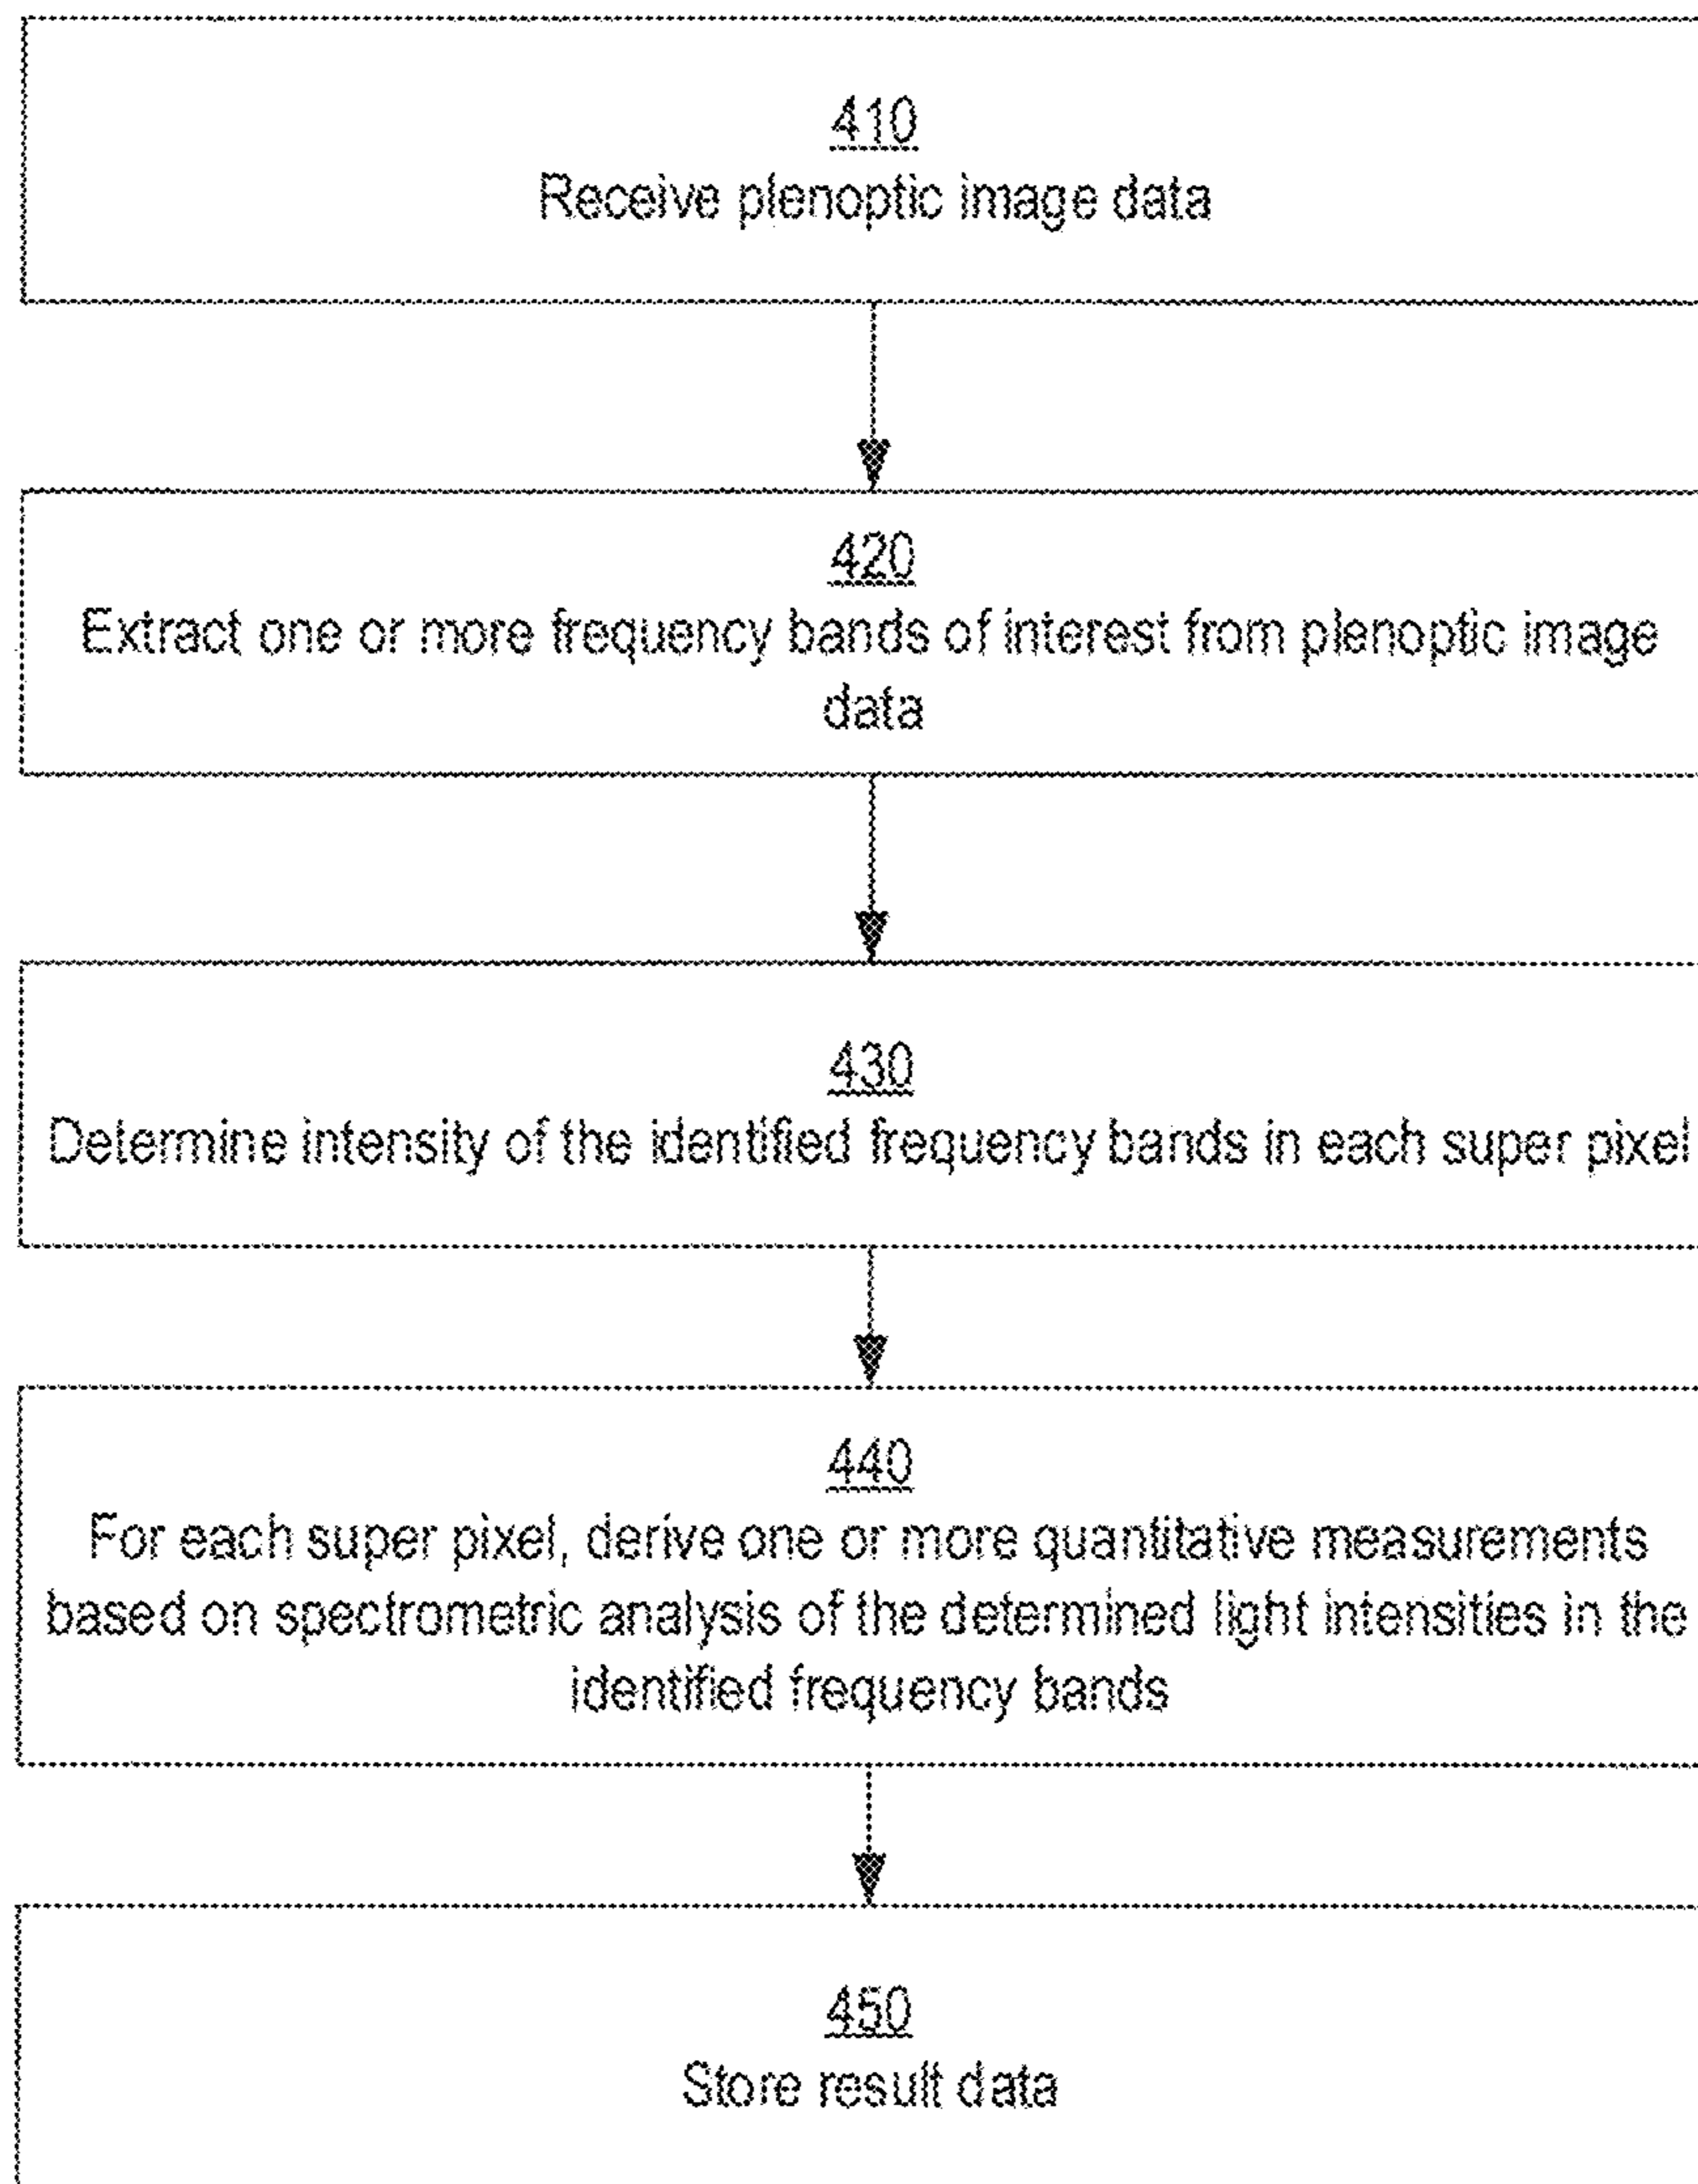 410
Receive plenoptic image data
420
Extract one or more frequency bands of interest from plenoptic image
data
430
Determine intensity of the identified frequency bands in each super pixel
440
For each super pixel, derive one or more quantitative measurements
based on spectrometric analysis of the determined light intensities in the
identified frequency bands
450
Store result data